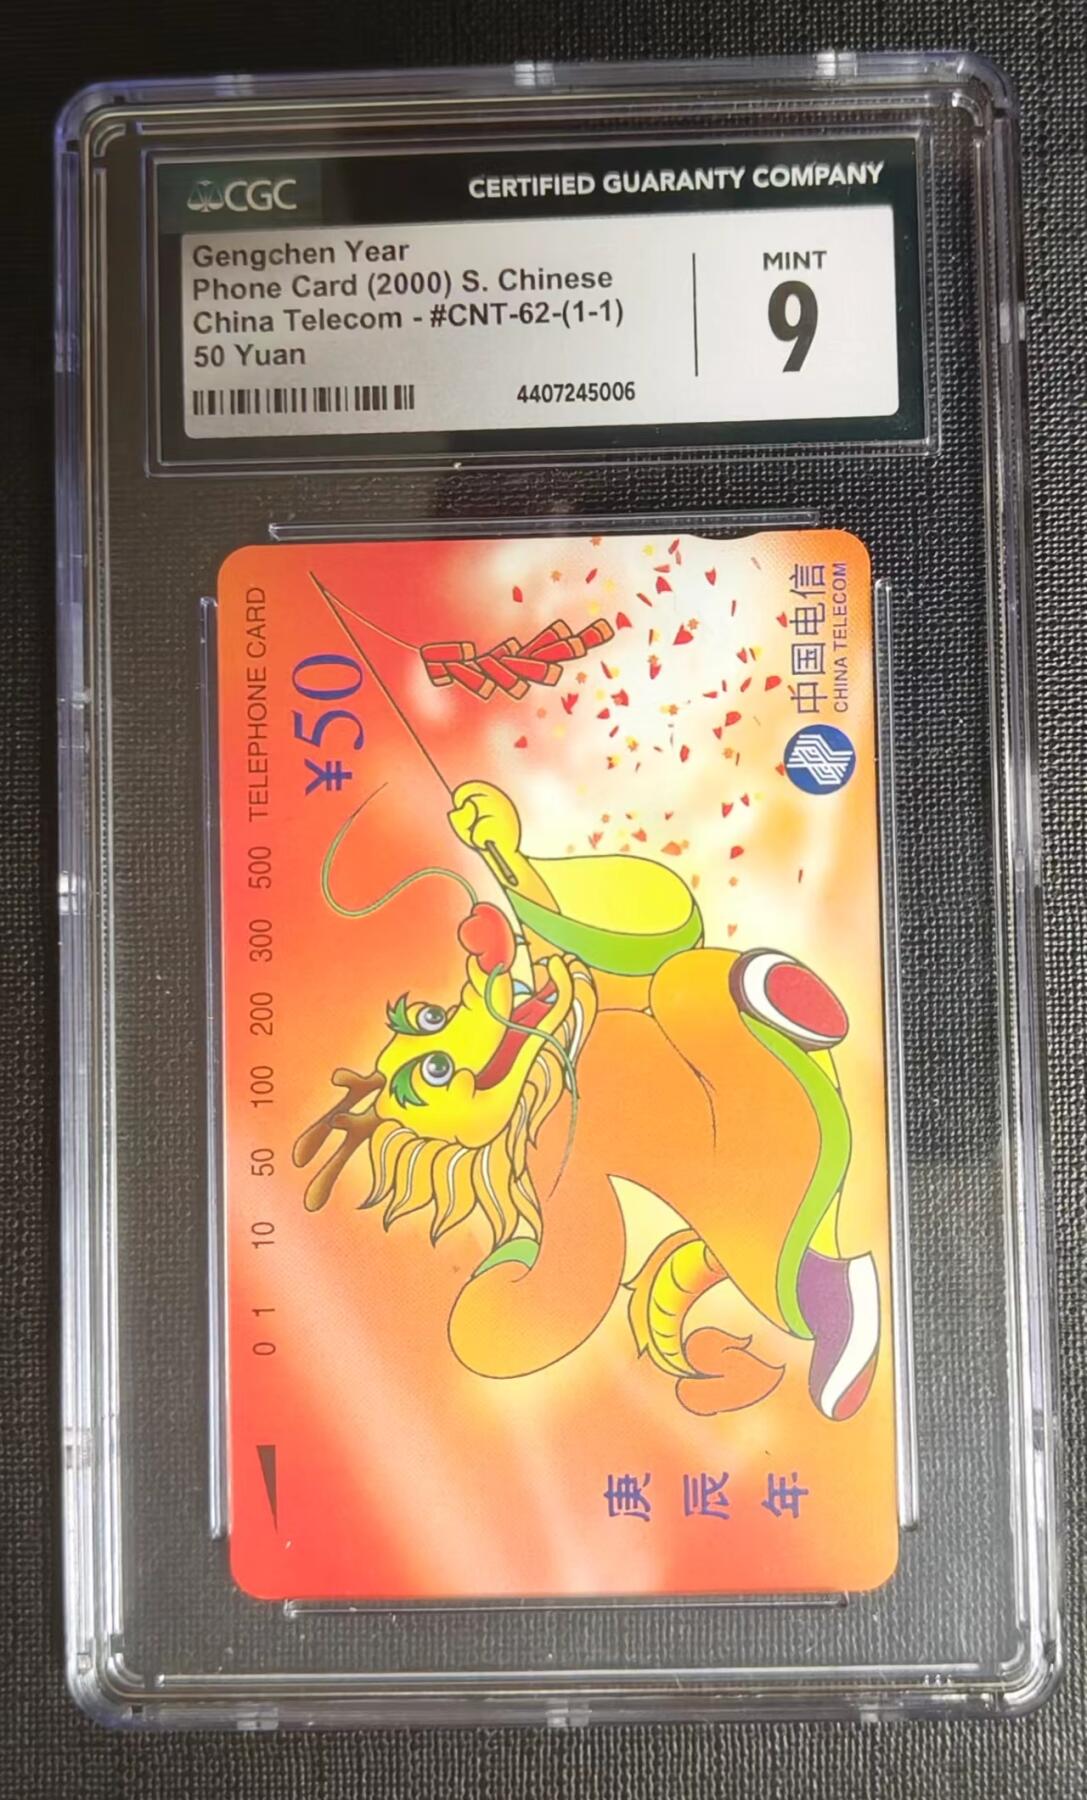 CGC
CERTIFIED GUARANTY COMPANY
Gengchen Year
Phone Card (2000) S. Chinese
China Telecom - #CNT-62-(1-1)
50 Yuan
4407245006
MINT
9
TELEPHONE CARD
¥50
中国电信
CHINA TELECOM
0 1 10 50 100 200 300 500
庚辰年